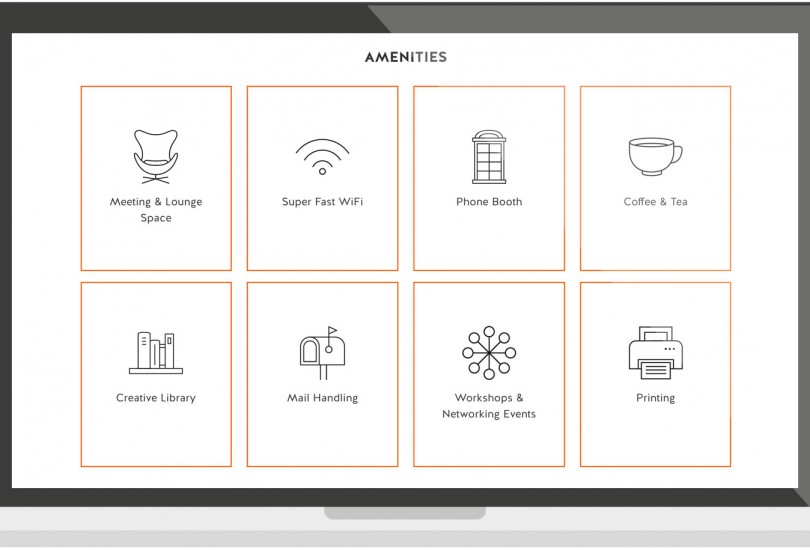 AMENITIES
Meeting & Lounge
Space
Super Fast WiFi
Phone Booth
Coffee & Tea
Creative Library
Mail Handling
Workshops &
Networking Events
Printing